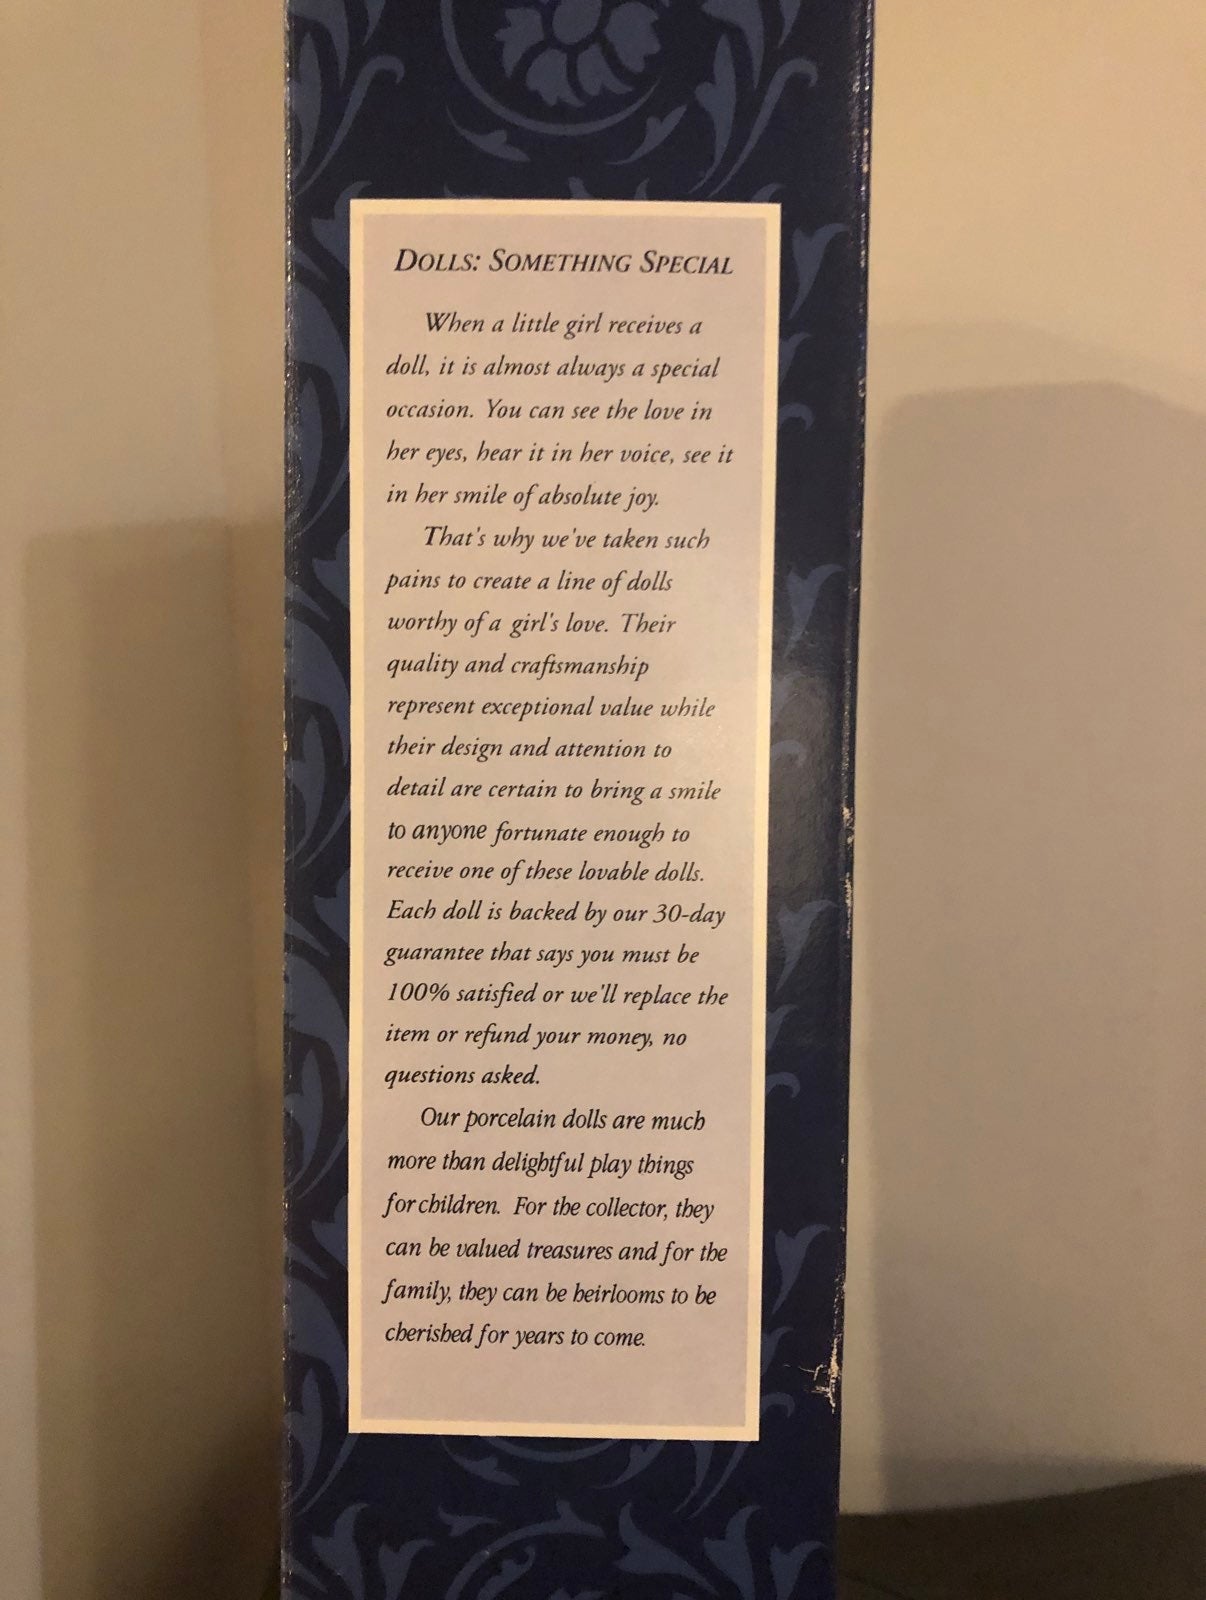 DOLLS: SOMETHING SPECIAL
When a little girl receives a
doll, it is almost always a special
occasion. You can see the love in
her eyes, hear it in her voice, see it
in her smile of absolute joy.
That's why we've taken such
pains to create a line of dolls
worthy of a girl's love. Their
quality and craftsmanship
represent exceptional value while
their design and attention to
detail are certain to bring a smile
to anyone fortunate enough to
receive one of these lovable dolls.
Each doll is backed by our 30-day
guarantee that says you must be
100% satisfied or we'll replace the
item or refund your money, no
questions asked.
Our porcelain dolls are much
more than delightful play things
for children. For the collector, they
can be valued treasures and for the
family, they can be heirlooms to be
cherished for years to come.